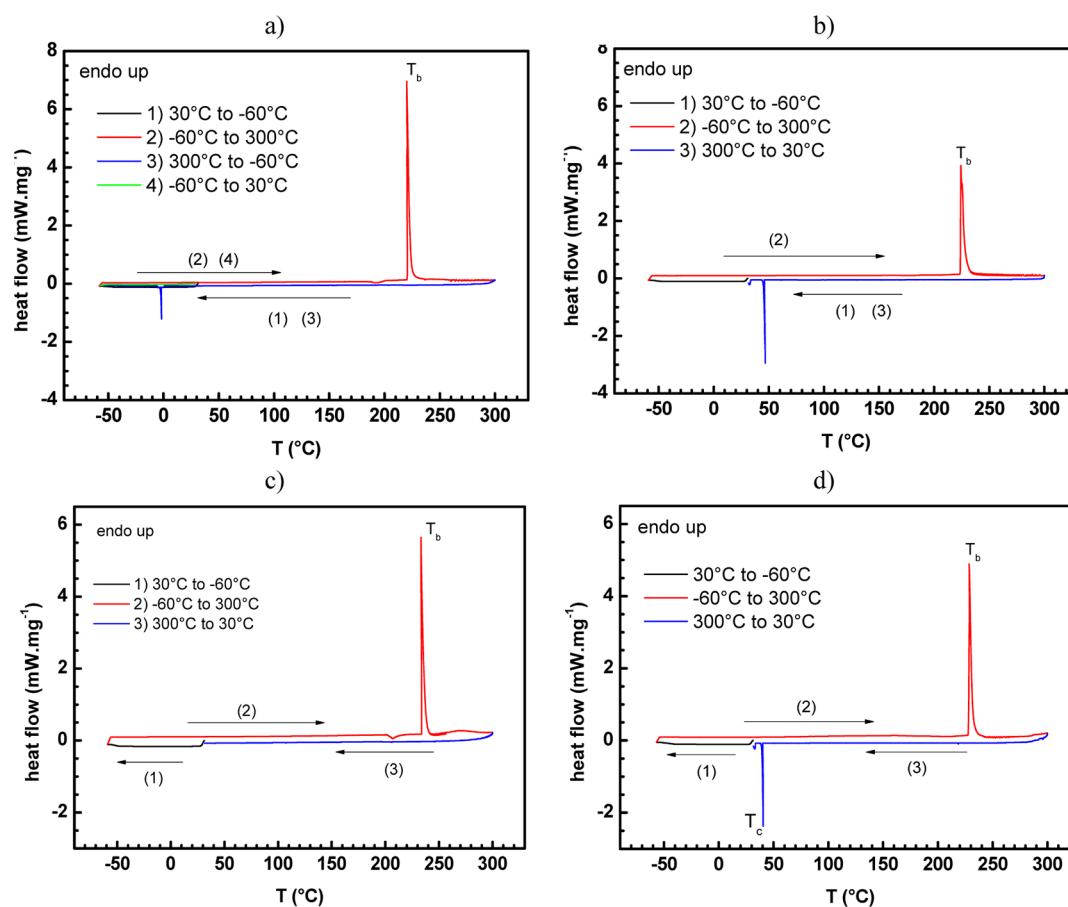 a)
endo up
1) 30°C to -60°C
2) -60°C to 300°C
3) 300°C to -60°C
4) -60°C to 30°C
T_b
(2) (4)
(1) (3)
8
6
4
2
0
-2
-4
heat flow (mW.mg⁻¹)
-50 0 50 100 150 200 250 300
T (°C)
b)
endo up
1) 30°C to -60°C
2) -60°C to 300°C
3) 300°C to 30°C
T_b
(2)
(1) (3)
8
6
4
2
0
-2
-4
heat flow (mW.mg⁻¹)
-50 0 50 100 150 200 250 300
T (°C)
c)
endo up
1) 30°C to -60°C
2) -60°C to 300°C
3) 300°C to 30°C
T_b
(2)
(1)
(3)
6
4
2
0
-2
heat flow (mW.mg⁻¹)
-50 0 50 100 150 200 250 300
T (°C)
d)
endo up
30°C to -60°C
-60°C to 300°C
300°C to 30°C
T_b
(2)
(1)
(3)
T_c
6
4
2
0
-2
heat flow (mW.mg⁻¹)
-50 0 50 100 150 200 250 300
T (°C)